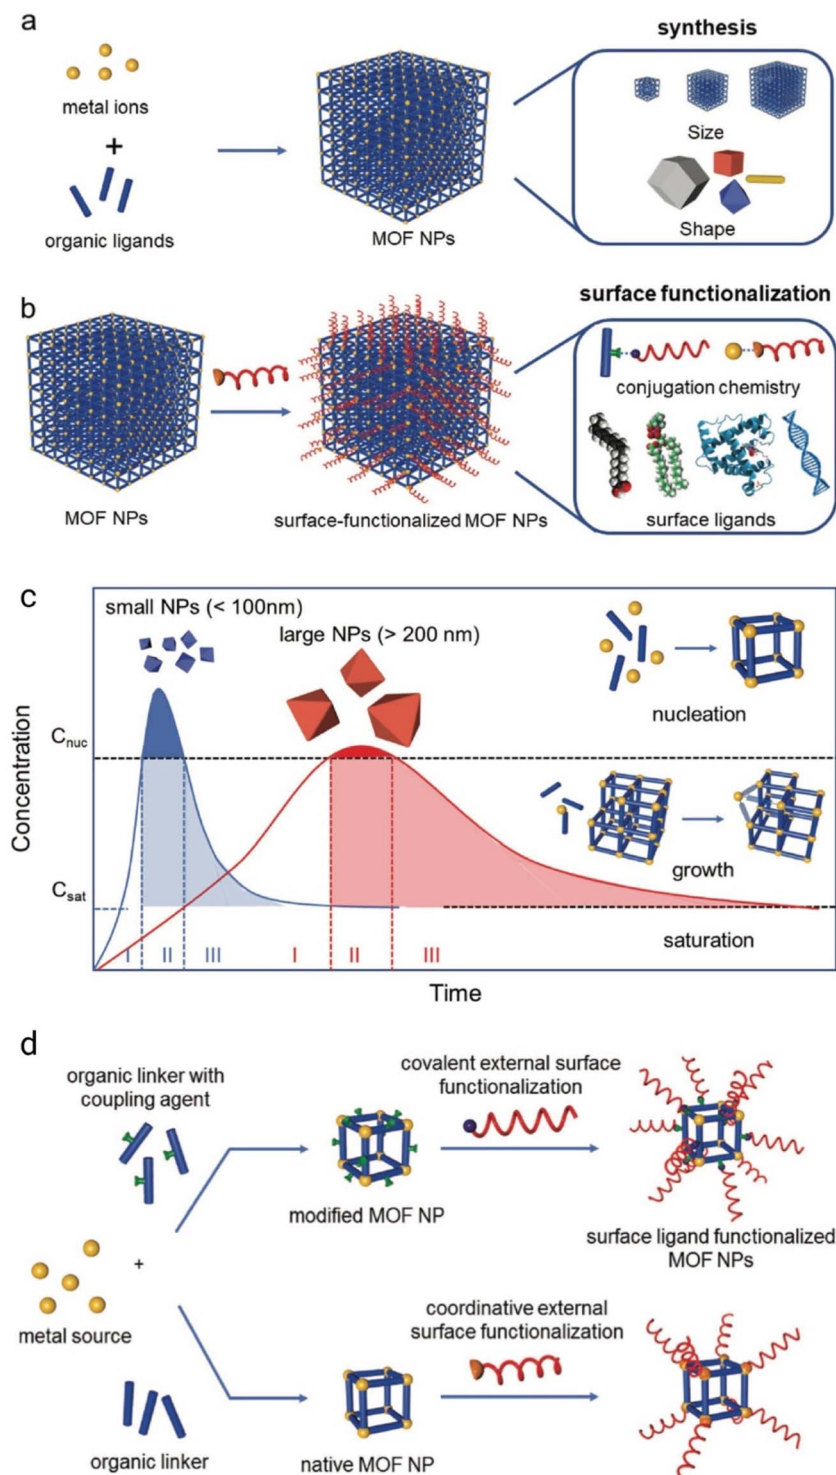 a
synthesis
metal ions
+
organic ligands
MOF NPs
Size
Shape
b
surface functionalization
conjugation chemistry
MOF NPs
surface-functionalized MOF NPs
surface ligands
c
small NPs (< 100nm)
large NPs (> 200 nm)
nucleation
Cnuc
Concentration
growth
Csat
saturation
I II III I II III
Time
d
organic linker with
coupling agent
covalent external surface
functionalization
modified MOF NP
surface ligand functionalized
MOF NPs
+
metal source
coordinative external
surface functionalization
organic linker
native MOF NP